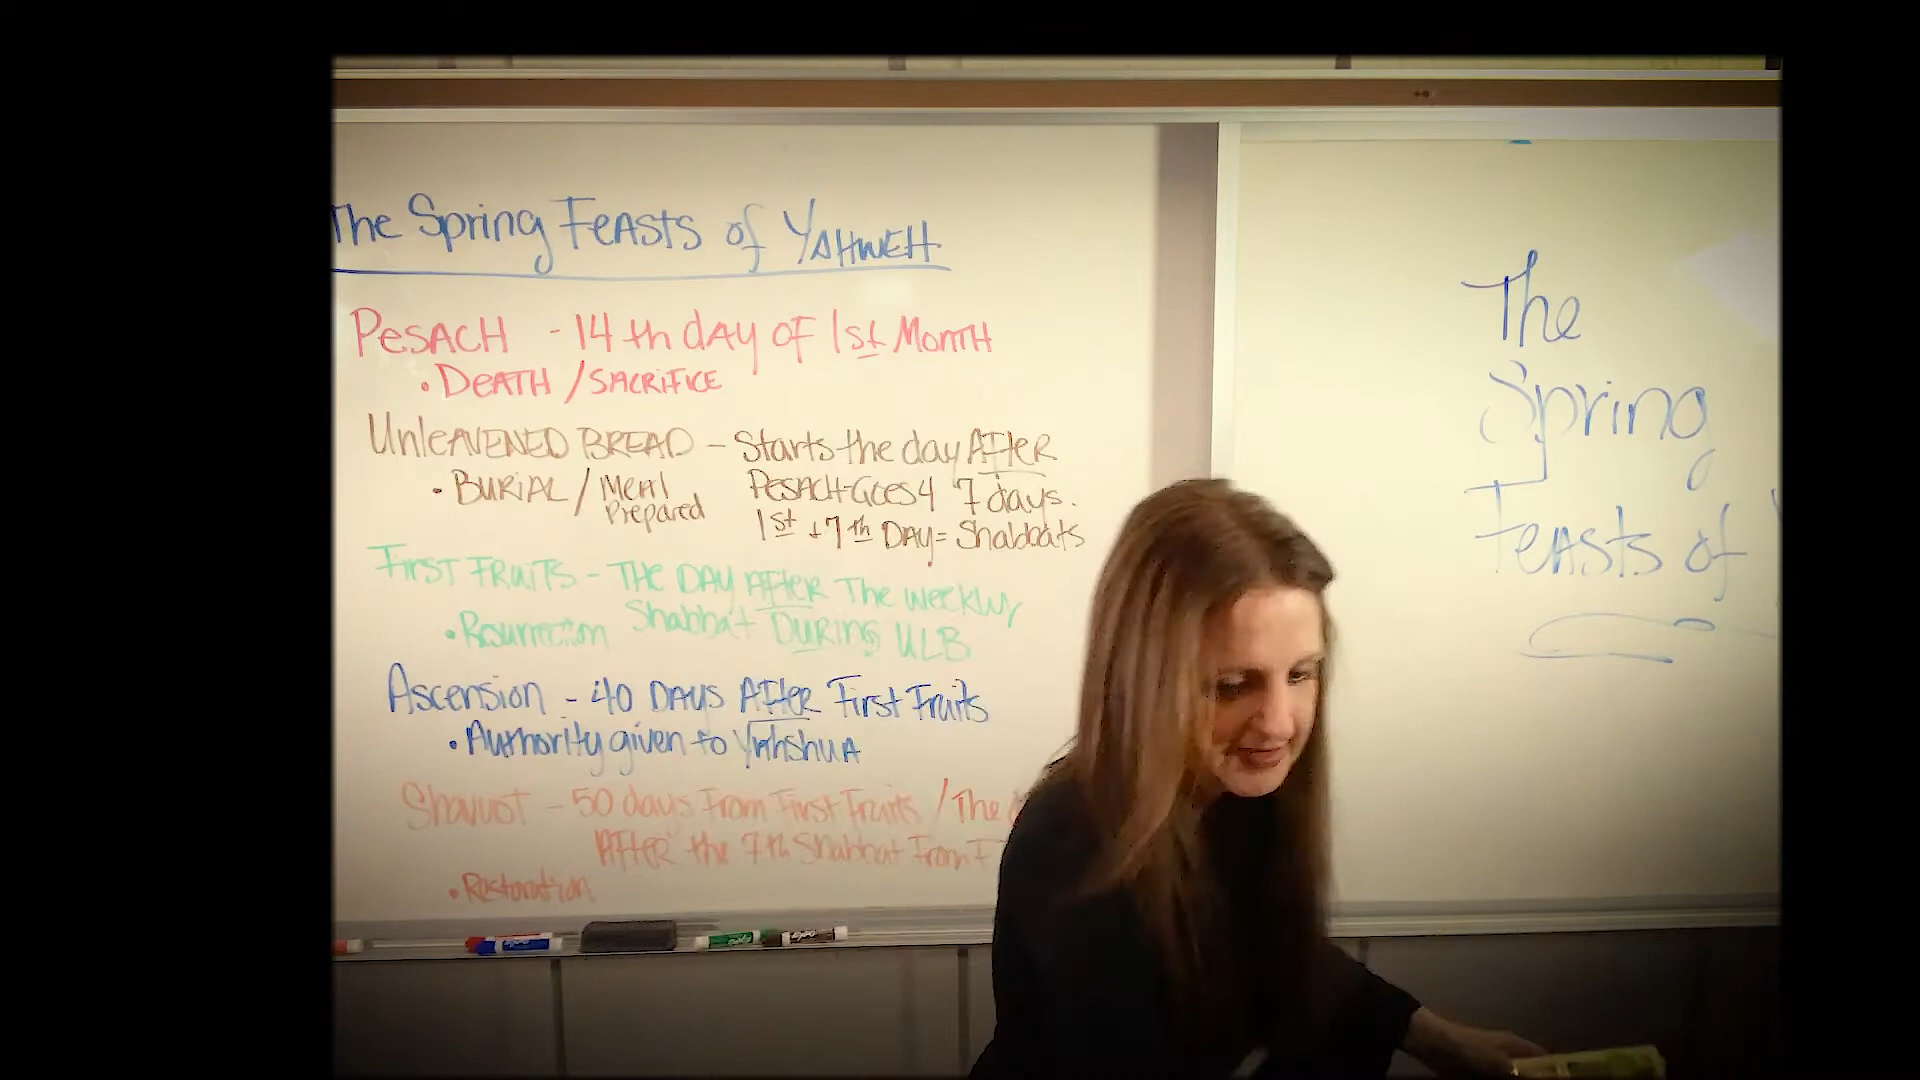 The Spring Feasts of YAHWEH
PESACH - 14th dAY OF 1st MonTH
• DEATH / SACRIFICE
UnleAVENED BREAD - Starts the day AFter
• BURIAL / MEAl Prepared
PESACH-Goes 4 7 days.
1st + 7th DAY = Shabbats
First FRuiTS - THE DAY AFter The weekly
Shabbat DURING ULB
• Resurrection
Ascension - 40 DAYS AFter First Fruits
• Authority given to YAhshuA
Shavuot - 50 days From First Fruits / The
AFter the 7th Shabbat From F
• Restoration
The
Spring
Feasts of